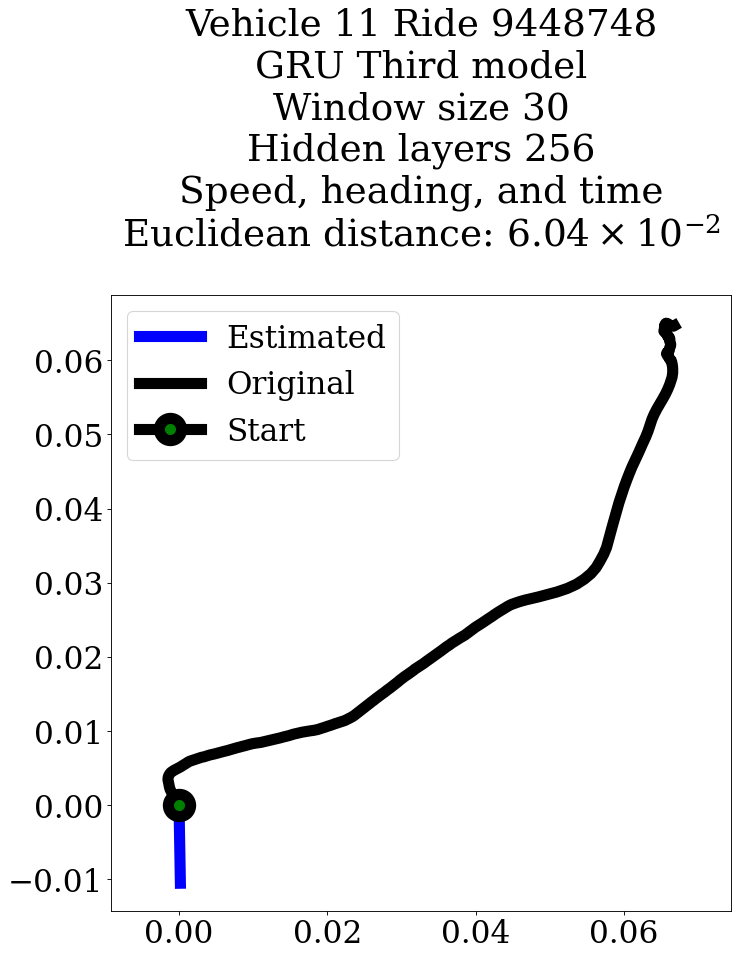 Vehicle 11 Ride 9448748
GRU Third model
Window size 30
Hidden layers 256
Speed, heading, and time
Euclidean distance: 6.04 × 10⁻²
Estimated
Original
Start
0.06
0.05
0.04
0.03
0.02
0.01
0.00
−0.01
0.00 0.02 0.04 0.06